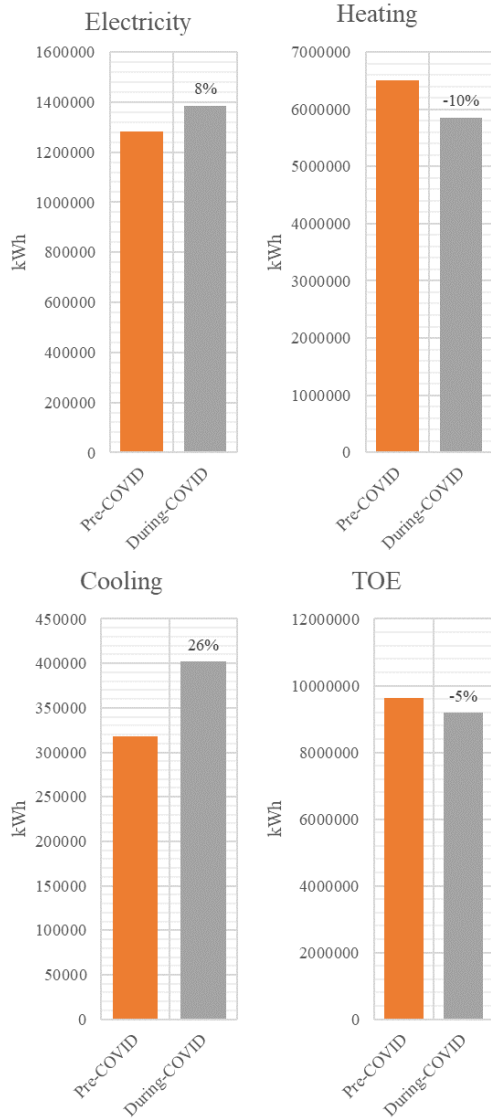 Electricity
1600000
1400000
1200000
1000000
800000
600000
400000
200000
0
kWh
8%
Pre-COVID
During-COVID
Heating
7000000
6000000
5000000
4000000
3000000
2000000
1000000
0
kWh
-10%
Pre-COVID
During-COVID
Cooling
450000
400000
350000
300000
250000
200000
150000
100000
50000
0
kWh
26%
Pre-COVID
During-COVID
TOE
12000000
10000000
8000000
6000000
4000000
2000000
0
kWh
-5%
Pre-COVID
During-COVID